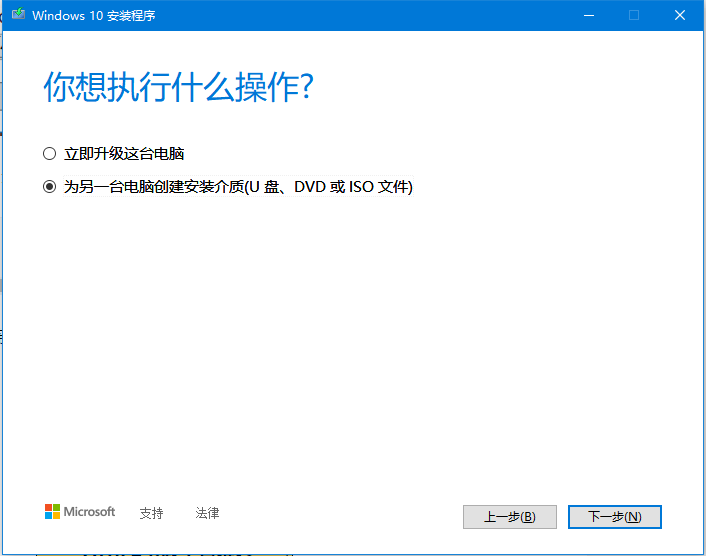 Windows 10 安装程序
你想执行什么操作?
立即升级这台电脑
为另一台电脑创建安装介质(U 盘、DVD 或 ISO 文件)
Microsoft 支持 法律 上一步(B) 下一步(N)